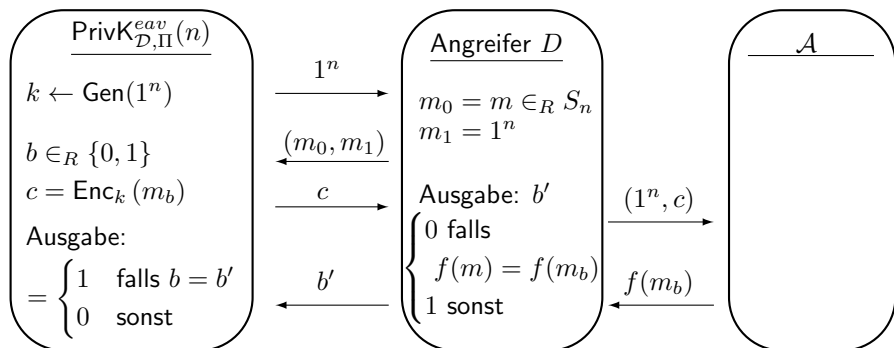 PrivK^{eav}_{𝒟,Π}(n)
k ← Gen(1^n)
b ∈_R {0, 1}
c = Enc_k (m_b)
Ausgabe:
= { 1 falls b = b′
0 sonst
1^n
(m_0, m_1)
c
b′
Angreifer D
m_0 = m ∈_R S_n
m_1 = 1^n
Ausgabe: b′
{ 0 falls
f(m) = f(m_b)
1 sonst
(1^n, c)
f(m_b)
𝒜